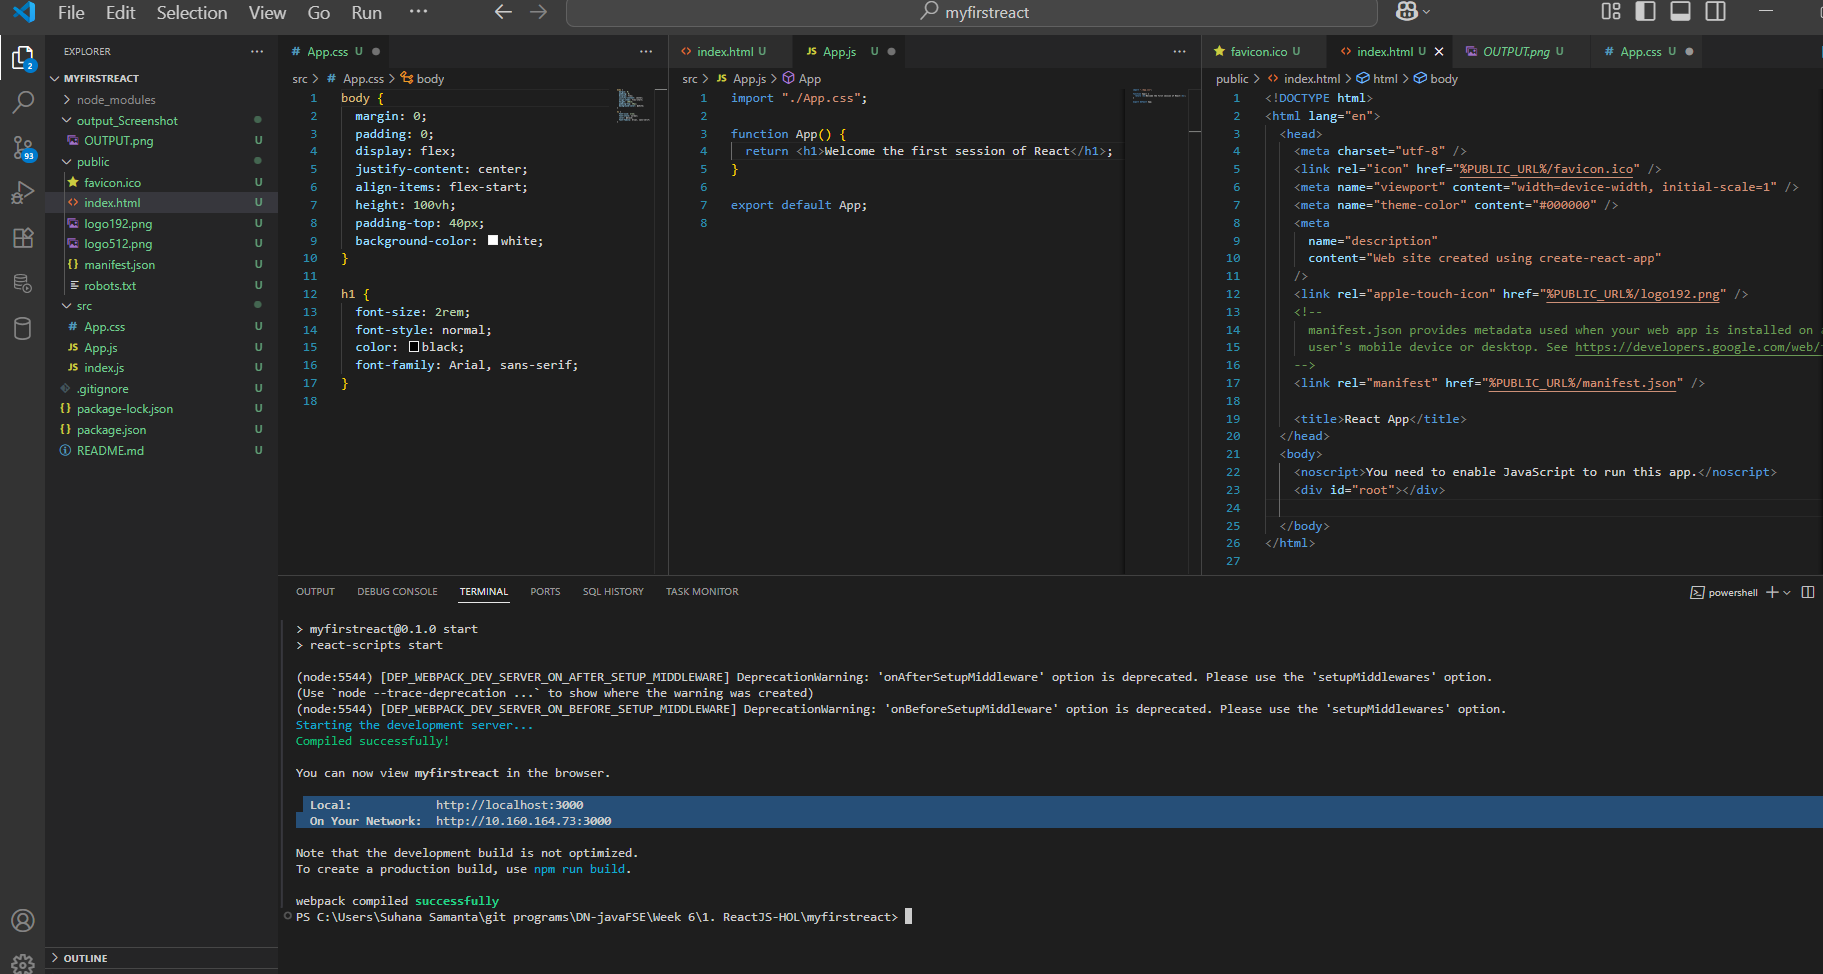 File Edit Selection View Go Run ···
myfirstreact
EXPLORER ···
MYFIRSTREACT
node_modules
output_Screenshot
OUTPUT.png U
public
favicon.ico U
index.html U
logo192.png U
logo512.png U
{} manifest.json U
robots.txt U
src
# App.css U
JS App.js U
JS index.js U
.gitignore U
{} package-lock.json U
{} package.json U
README.md U
OUTLINE
2
93
# App.css U ···
src > # App.css > body
1 body {
2 margin: 0;
3 padding: 0;
4 display: flex;
5 justify-content: center;
6 align-items: flex-start;
7 height: 100vh;
8 padding-top: 40px;
9 background-color: white;
10 }
11
12 h1 {
13 font-size: 2rem;
14 font-style: normal;
15 color: black;
16 font-family: Arial, sans-serif;
17 }
18
<> index.html U JS App.js U ···
src > JS App.js > App
1 import "./App.css";
2
3 function App() {
4 return <h1>Welcome the first session of React</h1>;
5 }
6
7 export default App;
8
favicon.ico U <> index.html U OUTPUT.png U # App.css U
public > <> index.html > html > body
1 <!DOCTYPE html>
2 <html lang="en">
3 <head>
4 <meta charset="utf-8" />
5 <link rel="icon" href="%PUBLIC_URL%/favicon.ico" />
6 <meta name="viewport" content="width=device-width, initial-scale=1" />
7 <meta name="theme-color" content="#000000" />
8 <meta
9 name="description"
10 content="Web site created using create-react-app"
11 />
12 <link rel="apple-touch-icon" href="%PUBLIC_URL%/logo192.png" />
13 <!--
14 manifest.json provides metadata used when your web app is installed on
15 user's mobile device or desktop. See https://developers.google.com/web/
16 -->
17 <link rel="manifest" href="%PUBLIC_URL%/manifest.json" />
18
19 <title>React App</title>
20 </head>
21 <body>
22 <noscript>You need to enable JavaScript to run this app.</noscript>
23 <div id="root"></div>
24
25 </body>
26 </html>
27
OUTPUT DEBUG CONSOLE TERMINAL PORTS SQL HISTORY TASK MONITOR
powershell
> myfirstreact@0.1.0 start
> react-scripts start
(node:5544) [DEP_WEBPACK_DEV_SERVER_ON_AFTER_SETUP_MIDDLEWARE] DeprecationWarning: 'onAfterSetupMiddleware' option is deprecated. Please use the 'setupMiddlewares' option.
(Use `node --trace-deprecation ...` to show where the warning was created)
(node:5544) [DEP_WEBPACK_DEV_SERVER_ON_BEFORE_SETUP_MIDDLEWARE] DeprecationWarning: 'onBeforeSetupMiddleware' option is deprecated. Please use the 'setupMiddlewares' option.
Starting the development server...
Compiled successfully!
You can now view myfirstreact in the browser.
Local: http://localhost:3000
On Your Network: http://10.160.164.73:3000
Note that the development build is not optimized.
To create a production build, use npm run build.
webpack compiled successfully
PS C:\Users\Suhana Samanta\git programs\DN-javaFSE\Week 6\1. ReactJS-HOL\myfirstreact>